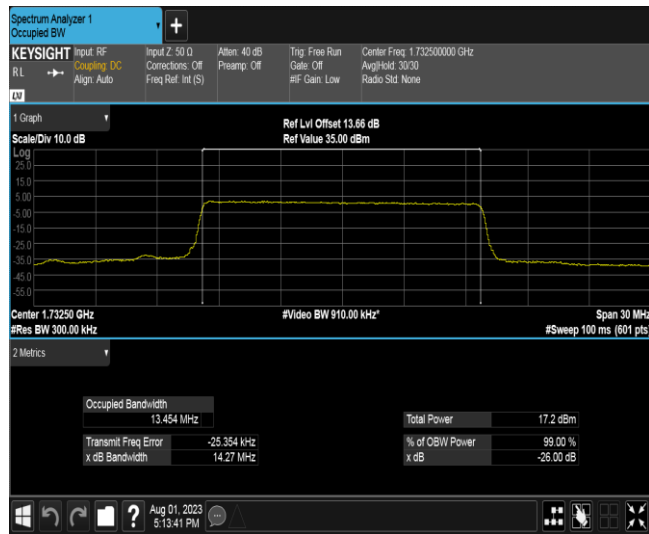 Spectrum Analyzer 1
Occupied BW
+
KEYSIGHT
RL
LXI
Input: RF
Coupling: DC
Align: Auto
Input Z: 50 Ω
Corrections: Off
Freq Ref: Int (S)
Atten: 40 dB
Preamp: Off
Trig: Free Run
Gate: Off
#IF Gain: Low
Center Freq: 1.732500000 GHz
Avg|Hold: 30/30
Radio Std: None
1 Graph
Scale/Div 10.0 dB
Ref Lvl Offset 13.66 dB
Ref Value 35.00 dBm
Log
25.0
15.0
5.00
-5.00
-15.0
-25.0
-35.0
-45.0
-55.0
Center 1.73250 GHz
#Video BW 910.00 kHz*
Span 30 MHz
#Res BW 300.00 kHz
#Sweep 100 ms (601 pts)
2 Metrics
Occupied Bandwidth
13.454 MHz
Total Power 17.2 dBm
Transmit Freq Error -25.354 kHz
% of OBW Power 99.00 %
x dB Bandwidth 14.27 MHz
x dB -26.00 dB
?
Aug 01, 2023
5:13:41 PM